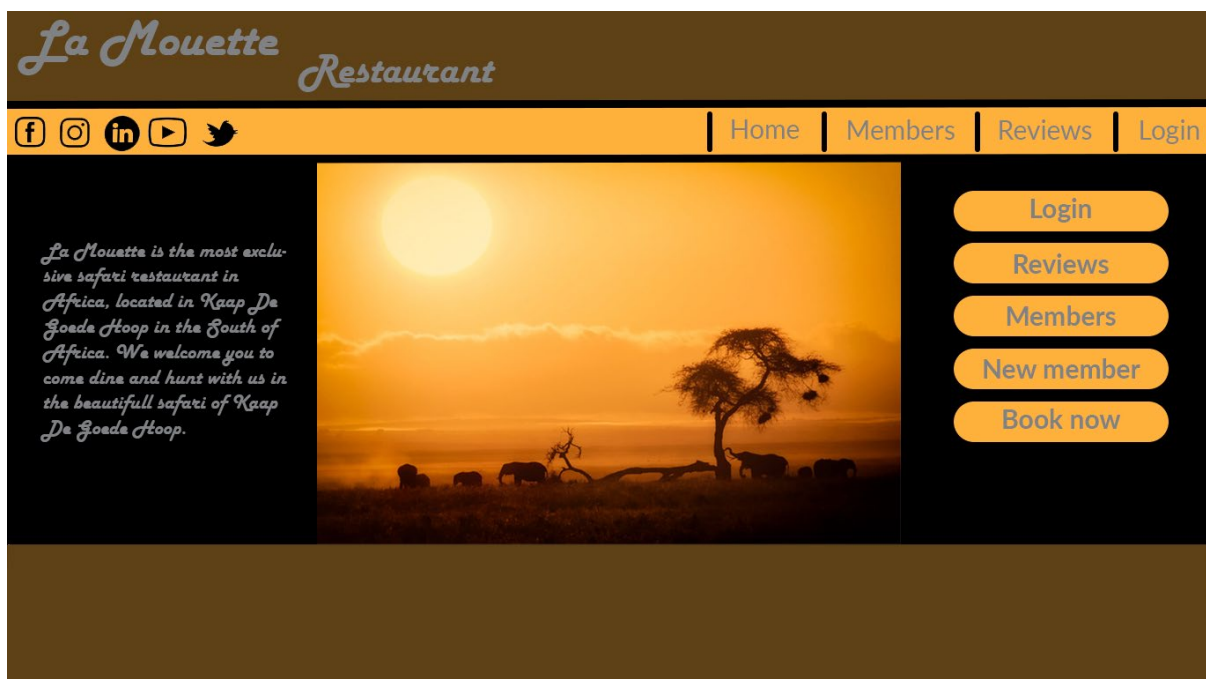 La Mouette
Restaurant
Home Members Reviews Login
La Mouette is the most exclu-
sive safari restaurant in
Africa, located in Kaap De
Goede Hoop in the South of
Africa. We welcome you to
come dine and hunt with us in
the beautifull safari of Kaap
De Goede Hoop.
Login
Reviews
Members
New member
Book now